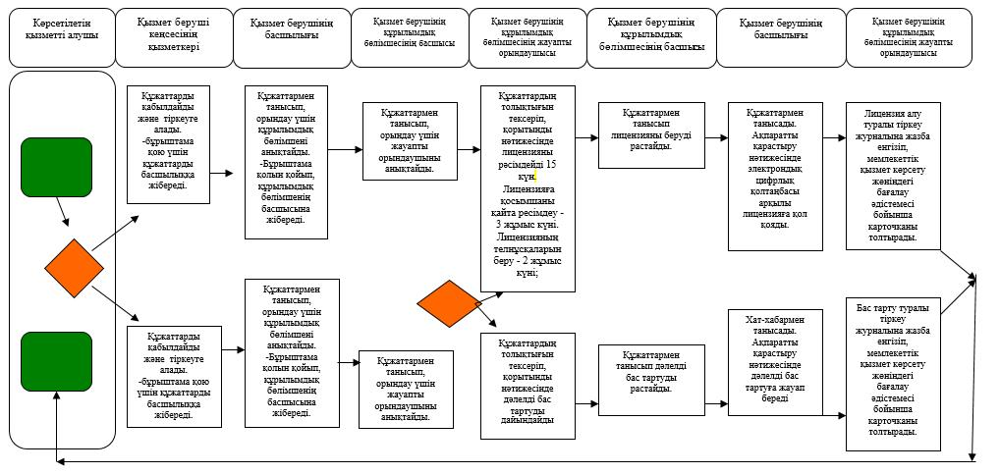 Көрсетілетін
қызметті алушы
Қызмет беруші
кеңсесінің
қызметкері
Қызмет берушінің
басшылығы
Қызмет берушінің
құрылымдық
бөлімшесінің басшысы
Қызмет берушінің
құрылымдық
бөлімшесінің жауапты
орындаушысы
Қызмет берушінің
құрылымдық
бөлімшесінің басшысы
Қызмет берушінің
басшылығы
Қызмет берушінің
құрылымдық
бөлімшесінің жауапты
орындаушысы
Құжаттарды
қабылдайды
және тіркеуге
алады.
-бұрыштама
қою үшін
құжаттарды
басшылыққа
жібереді.
Құжаттармен
танысып,
орындау үшін
құрылымдық
бөлімшені
анықтайды.
-Бұрыштама
қолын қойып,
құрылымдық
бөлімшенің
басшысына
жібереді.
Құжаттармен
танысып,
орындау үшін
жауапты
орындаушыны
анықтайды.
Құжаттардың
толықтығын
тексеріп,
қорытынды
нәтижесінде
лицензияны
ресімдейді 15
күн.
Лицензияға
қосымшаны
қайта ресімдеу -
3 жұмыс күні.
Лицензияның
телнұсқаларын
беру - 2 жұмыс
күні;
Құжаттармен
танысып
лицензияны беруді
растайды.
Құжаттармен
танысады.
Ақпаратты
қарастыру
нәтижесінде
электрондық
цифрлық
қолтаңбасы
арқылы
лицензияға қол
қояды.
Лицензия алу
туралы тіркеу
журналына жазба
енгізіп,
мемлекеттік
қызмет көрсету
жөніндегі
бағалау
әдістемесі
бойынша
карточканы
толтырады.
Құжаттарды
қабылдайды
және тіркеуге
алады.
-бұрыштама қою
үшін құжаттарды
басшылыққа
жібереді.
Құжаттармен
танысып,
орындау үшін
құрылымдық
бөлімшені
анықтайды.
-Бұрыштама
қолын қойып,
құрылымдық
бөлімшенің
басшысына
жібереді.
Құжаттармен
танысып,
орындау үшін
жауапты
орындаушыны
анықтайды.
Құжаттардың
толықтығын
тексеріп,
қорытынды
нәтижесінде
дәлелді бас
тартуды
дайындайды
Құжаттармен
танысып дәлелді
бас тартуды
растайды.
Хат-хабармен
танысады.
Ақпаратты
қарастыру
нәтижесінде
дәлелді бас
тартуға жауап
береді
Бас тарту туралы
тіркеу
журналына жазба
енгізіп,
мемлекеттік
қызмет көрсету
жөніндегі
бағалау
әдістемесі
бойынша
карточканы
толтырады.